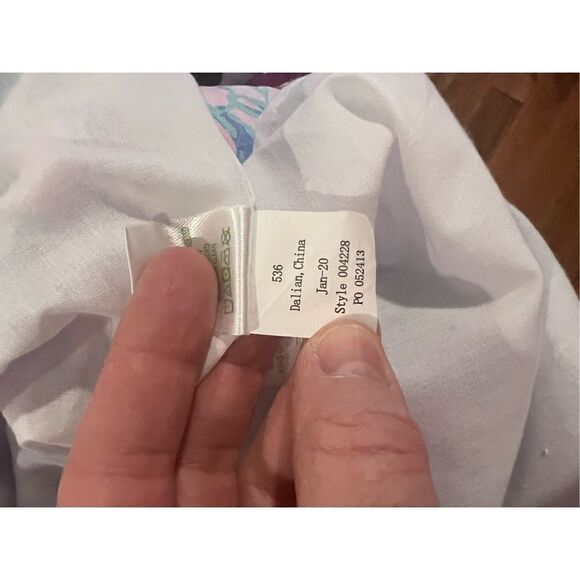 536
Dalian, China
Jan-20
Style 004228
PO 052413